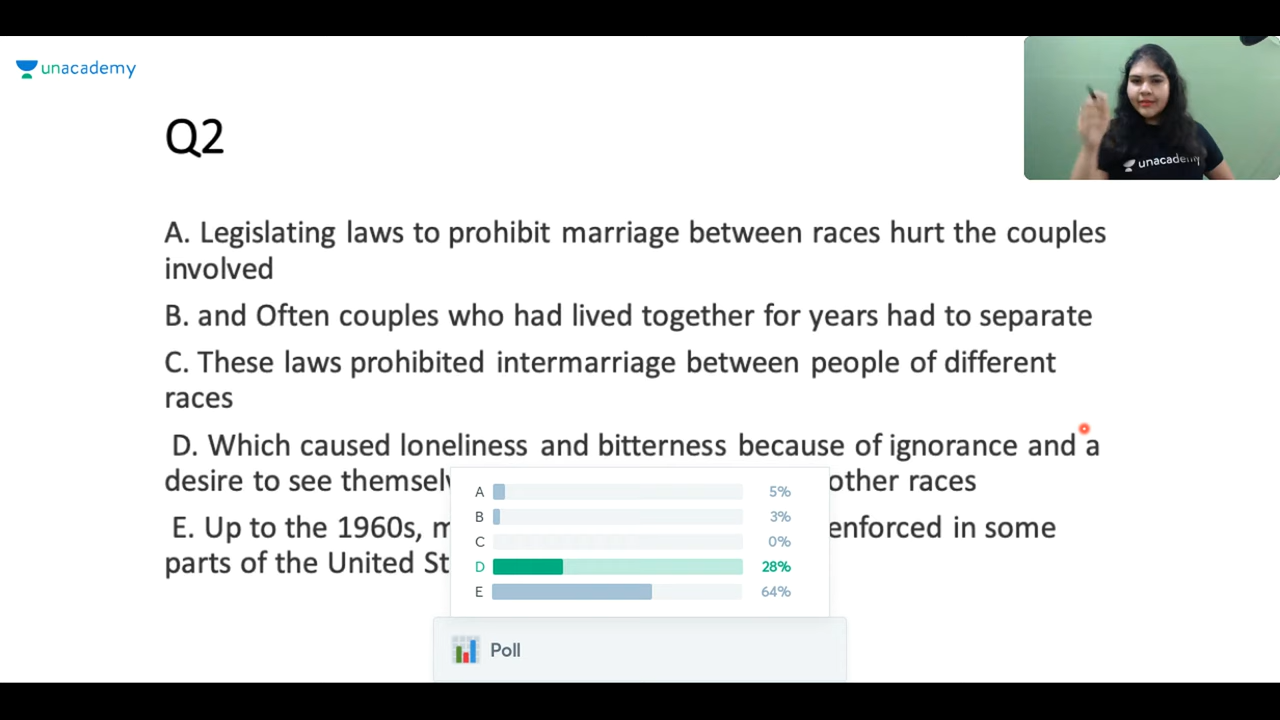 unacademy
unacademy
Q2
A. Legislating laws to prohibit marriage between races hurt the couples
involved
B. and Often couples who had lived together for years had to separate
C. These laws prohibited intermarriage between people of different
races
D. Which caused loneliness and bitterness because of ignorance and a
desire to see other races
E. Up to the 1960s, enforced in some
parts of the United
A 5%
B 3%
C 0%
D 28%
E 64%
Poll